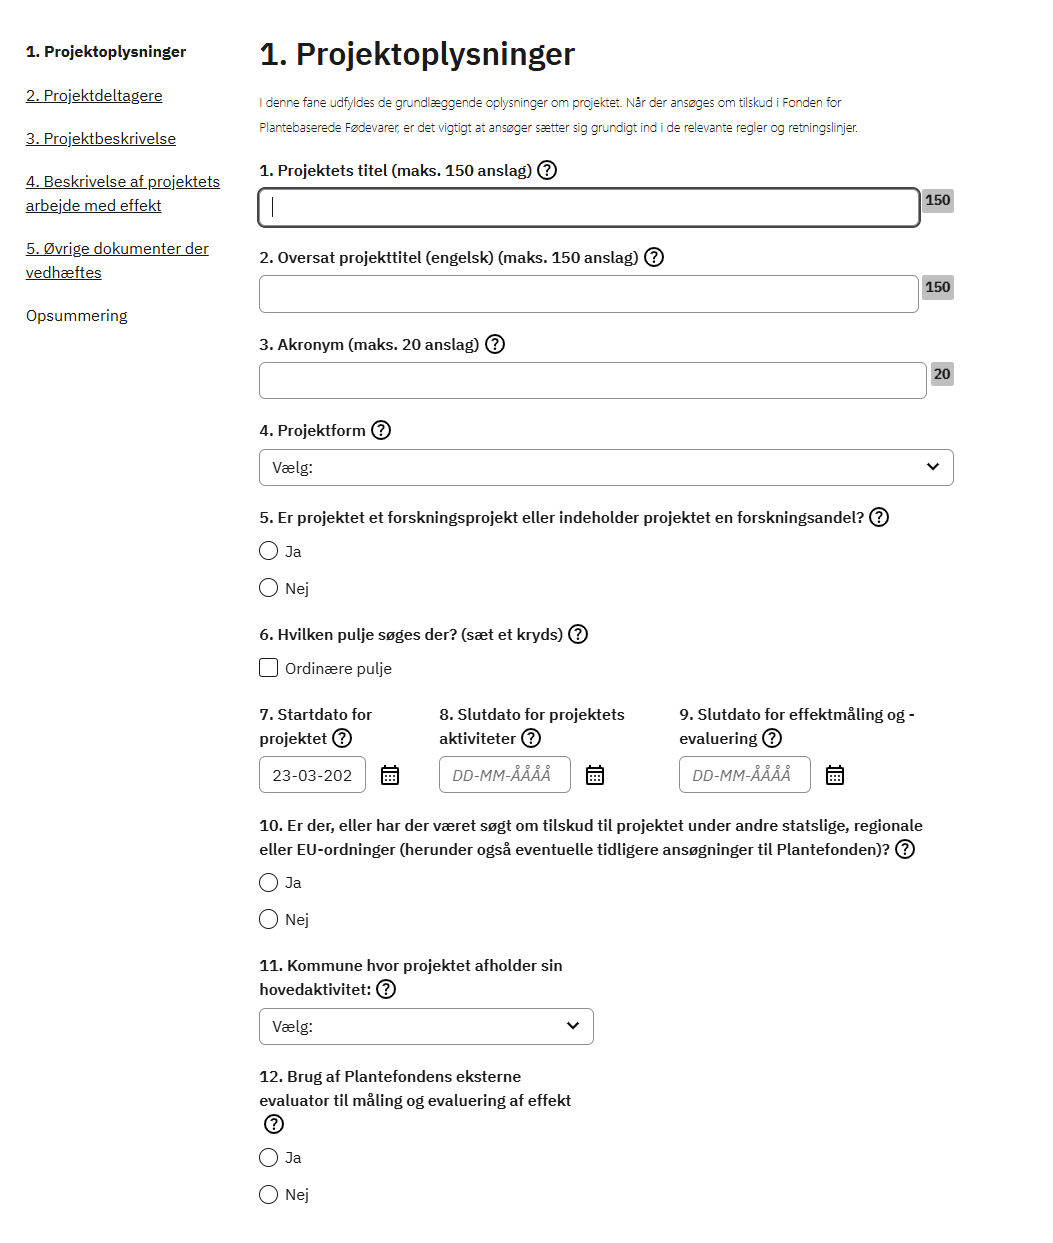 1. Projektoplysninger
2. Projektdeltagere
3. Projektbeskrivelse
4. Beskrivelse af projektets
arbejde med effekt
5. Øvrige dokumenter der
vedhæftes
Opsummering
1. Projektoplysninger
I denne fane udfyldes de grundlæggende oplysninger om projektet. Når der ansøges om tilskud i Fonden for
Plantebaserede Fødevarer, er det vigtigt at ansøger sætter sig grundigt ind i de relevante regler og retningslinjer.
1. Projektets titel (maks. 150 anslag) ?
150
2. Oversat projekttitel (engelsk) (maks. 150 anslag) ?
150
3. Akronym (maks. 20 anslag) ?
20
4. Projektform ?
Vælg:
5. Er projektet et forskningsprojekt eller indeholder projektet en forskningsandel? ?
Ja
Nej
6. Hvilken pulje søges der? (sæt et kryds) ?
Ordinære pulje
7. Startdato for
projektet ?
23-03-202
8. Slutdato for projektets
aktiviteter ?
DD-MM-ÅÅÅÅ
9. Slutdato for effektmåling og -
evaluering ?
DD-MM-ÅÅÅÅ
10. Er der, eller har der været søgt om tilskud til projektet under andre statslige, regionale
eller EU-ordninger (herunder også eventuelle tidligere ansøgninger til Plantefonden)? ?
Ja
Nej
11. Kommune hvor projektet afholder sin
hovedaktivitet: ?
Vælg:
12. Brug af Plantefondens eksterne
evaluator til måling og evaluering af effekt
?
Ja
Nej